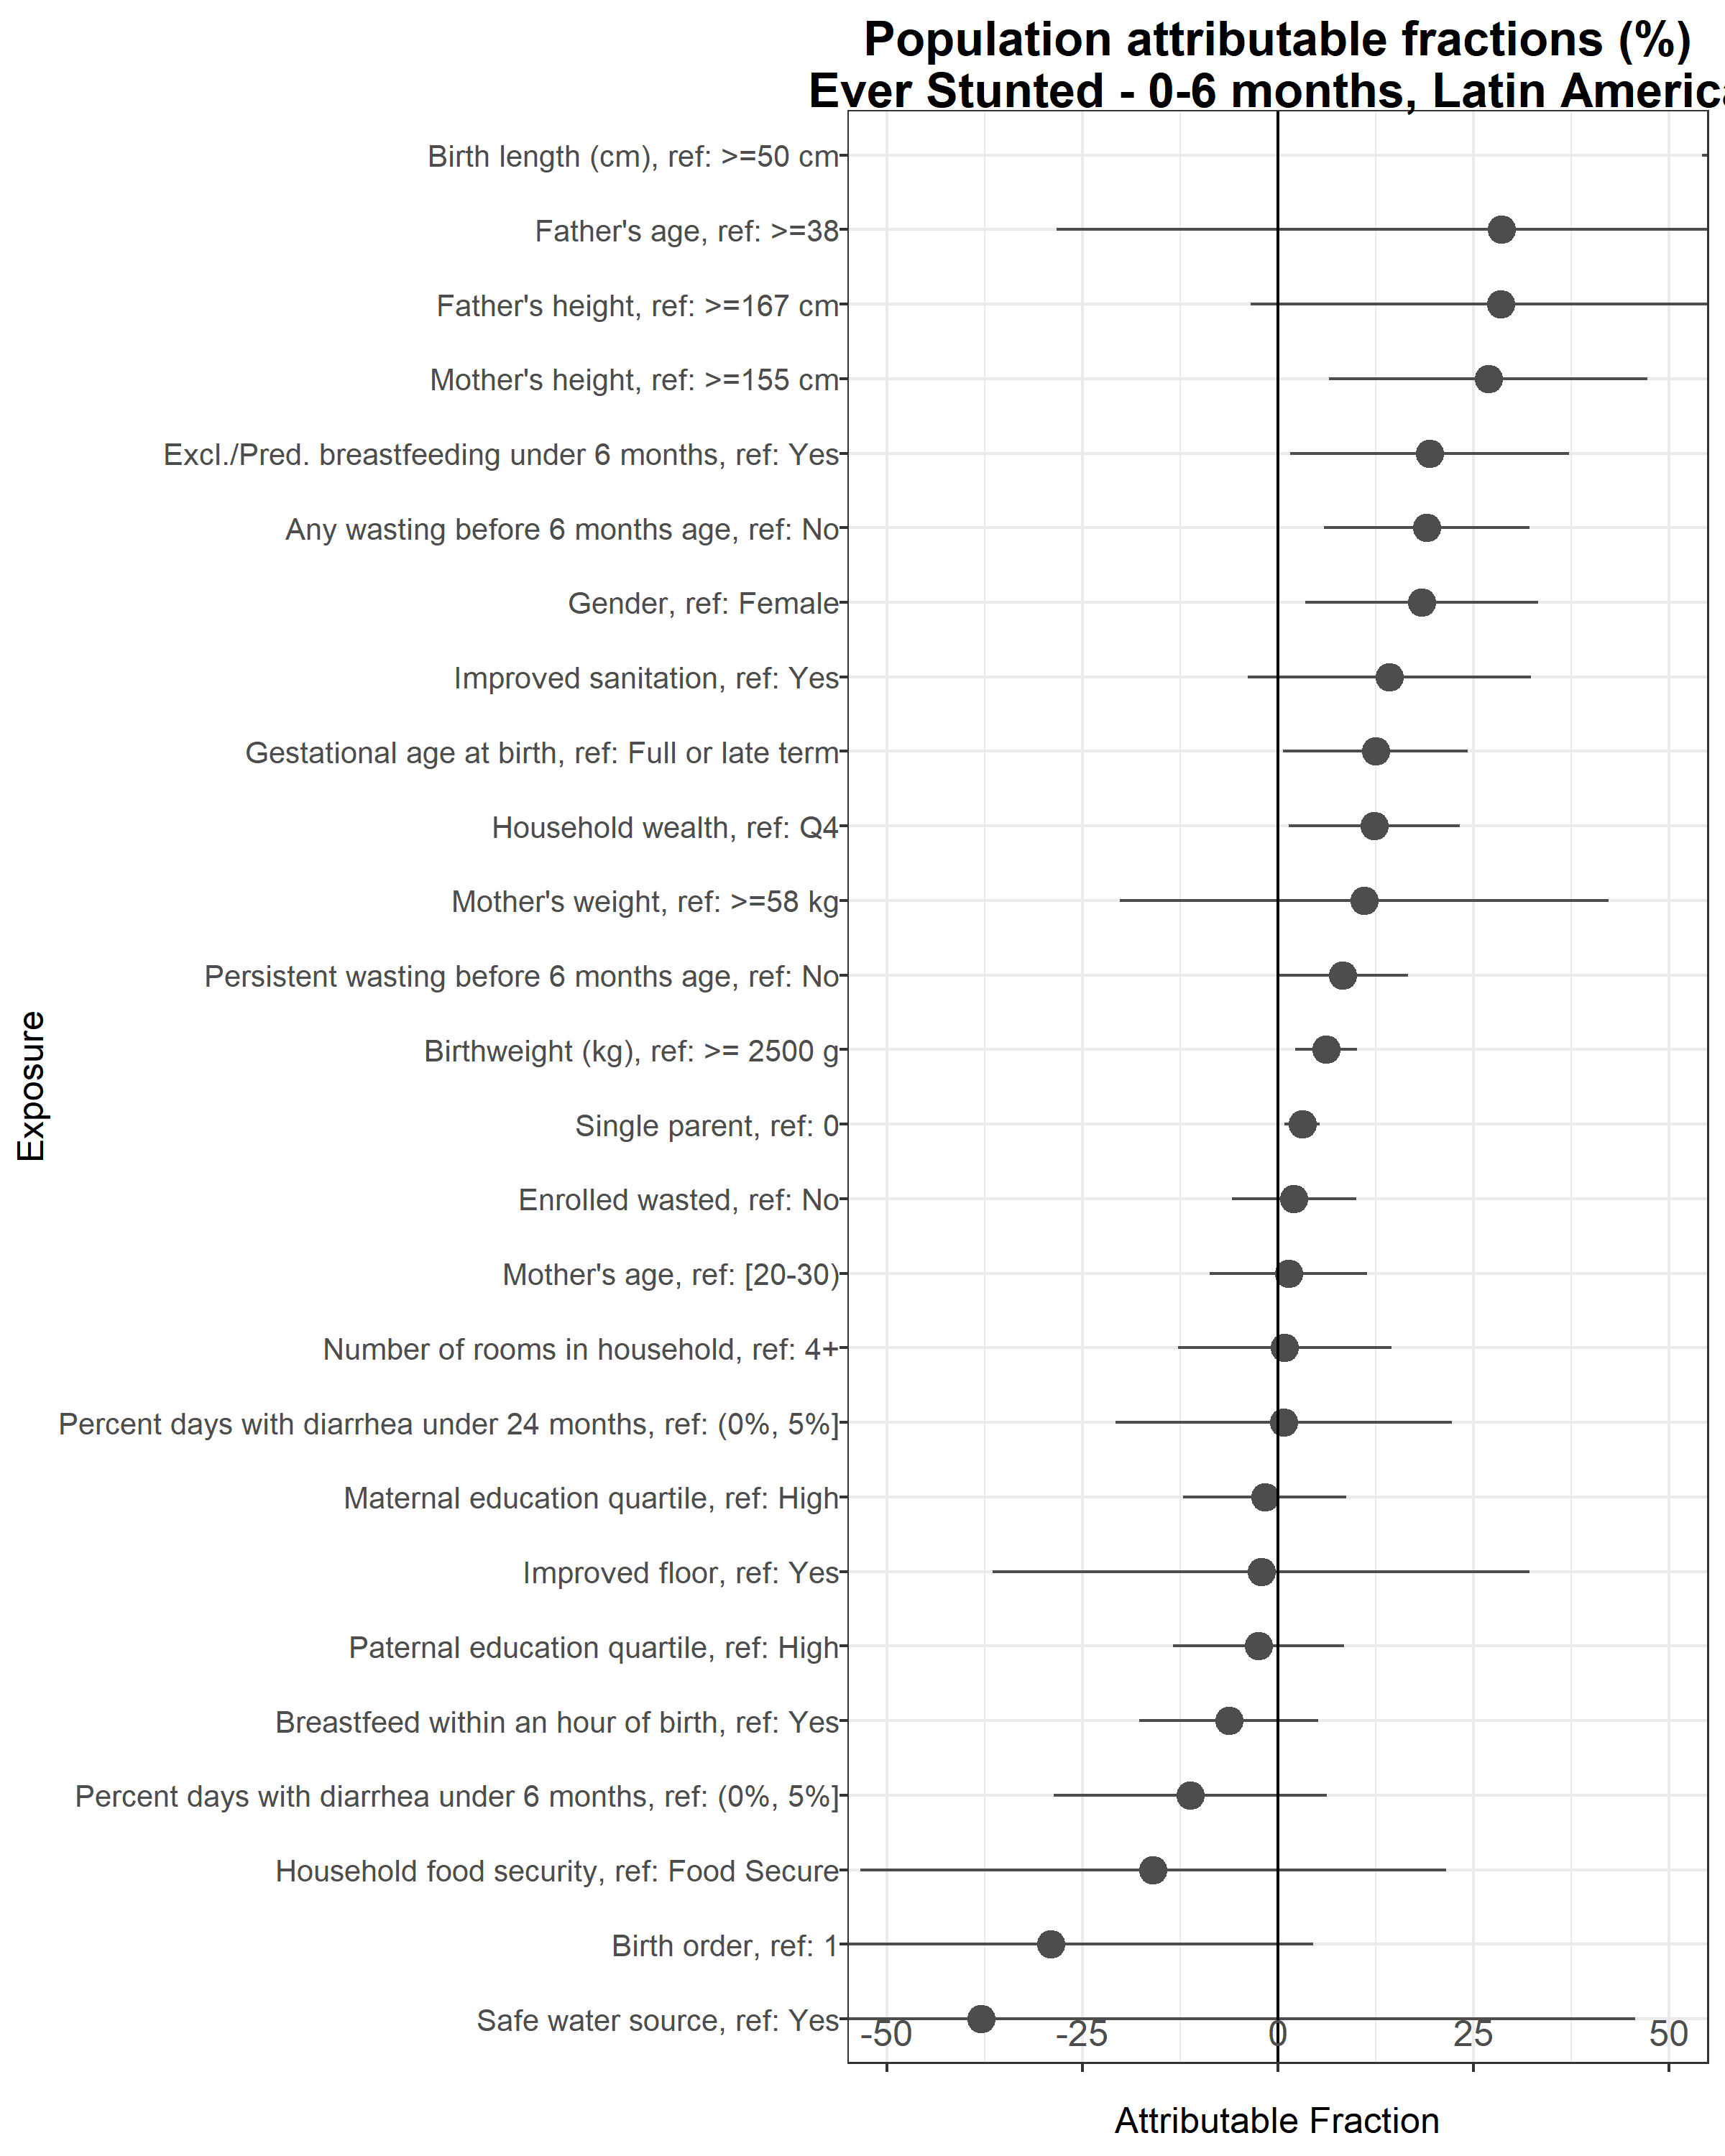 Population attributable fractions (%)
Ever Stunted - 0-6 months, Latin America
Birth length (cm), ref: >=50 cm
Father's age, ref: >=38
Father's height, ref: >=167 cm
Mother's height, ref: >=155 cm
Excl./Pred. breastfeeding under 6 months, ref: Yes
Any wasting before 6 months age, ref: No
Gender, ref: Female
Improved sanitation, ref: Yes
Gestational age at birth, ref: Full or late term
Household wealth, ref: Q4
Mother's weight, ref: >=58 kg
Persistent wasting before 6 months age, ref: No
Birthweight (kg), ref: >= 2500 g
Single parent, ref: 0
Enrolled wasted, ref: No
Mother's age, ref: [20-30)
Number of rooms in household, ref: 4+
Percent days with diarrhea under 24 months, ref: (0%, 5%]
Maternal education quartile, ref: High
Improved floor, ref: Yes
Paternal education quartile, ref: High
Breastfeed within an hour of birth, ref: Yes
Percent days with diarrhea under 6 months, ref: (0%, 5%]
Household food security, ref: Food Secure
Birth order, ref: 1
Safe water source, ref: Yes
Exposure
-50 -25 0 25 50
Attributable Fraction